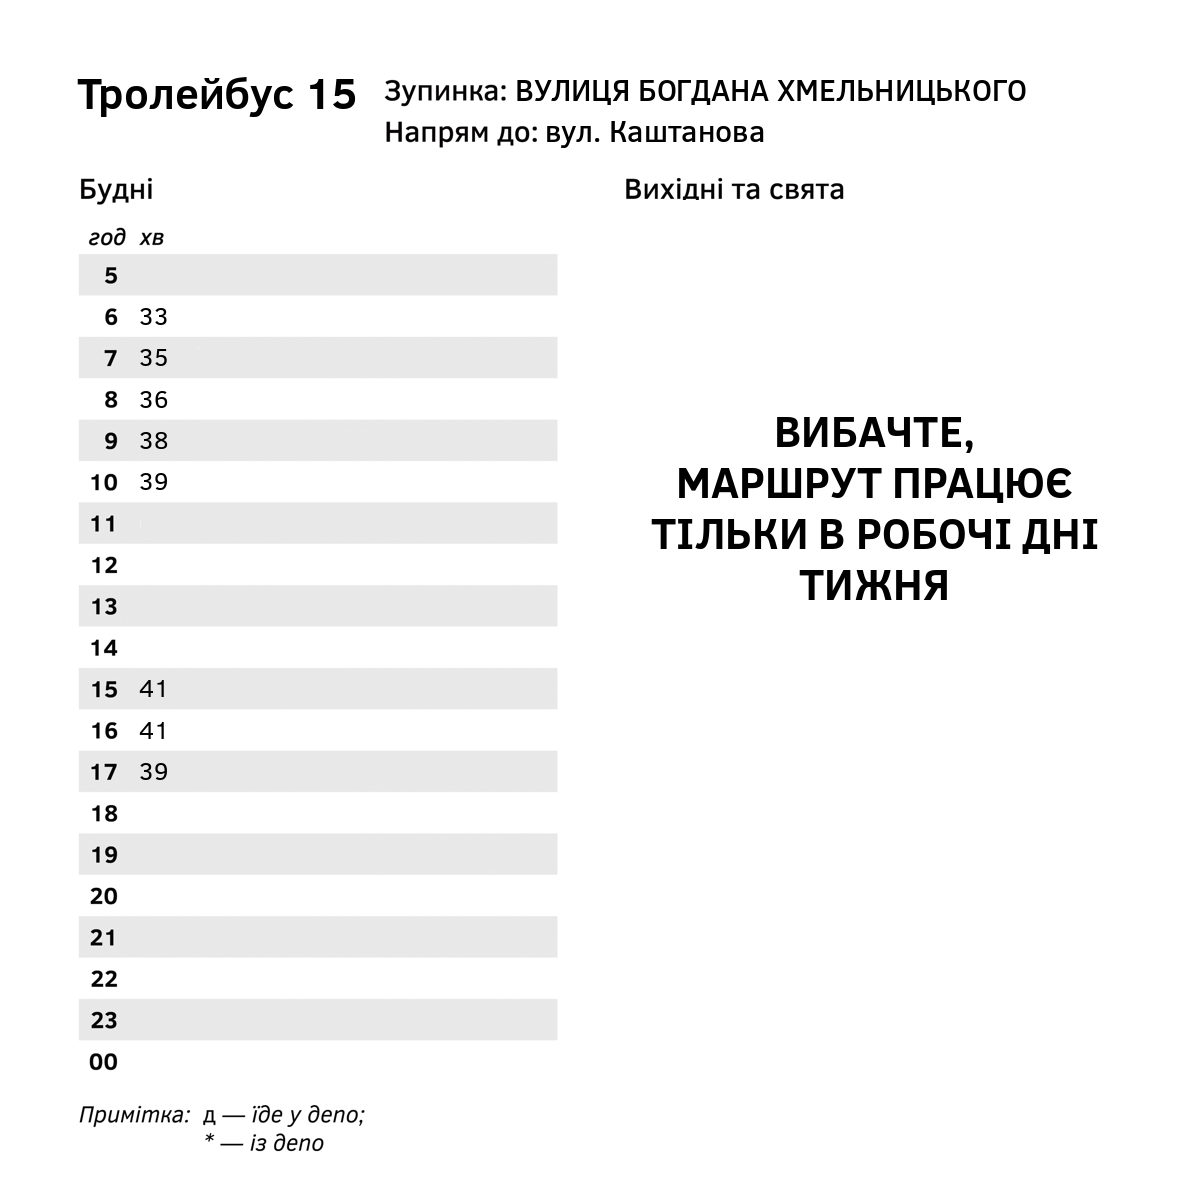 Тролейбус 15
Зупинка: ВУЛИЦЯ БОГДАНА ХМЕЛЬНИЦЬКОГО
Напрям до: вул. Каштанова
Будні
год хв
5
6 33
7 35
8 36
9 38
10 39
11
12
13
14
15 41
16 41
17 39
18
19
20
21
22
23
00
Вихідні та свята
ВИБАЧТЕ,
МАРШРУТ ПРАЦЮЄ
ТІЛЬКИ В РОБОЧІ ДНІ
ТИЖНЯ
Примітка: д — їде у депо;
* — із депо